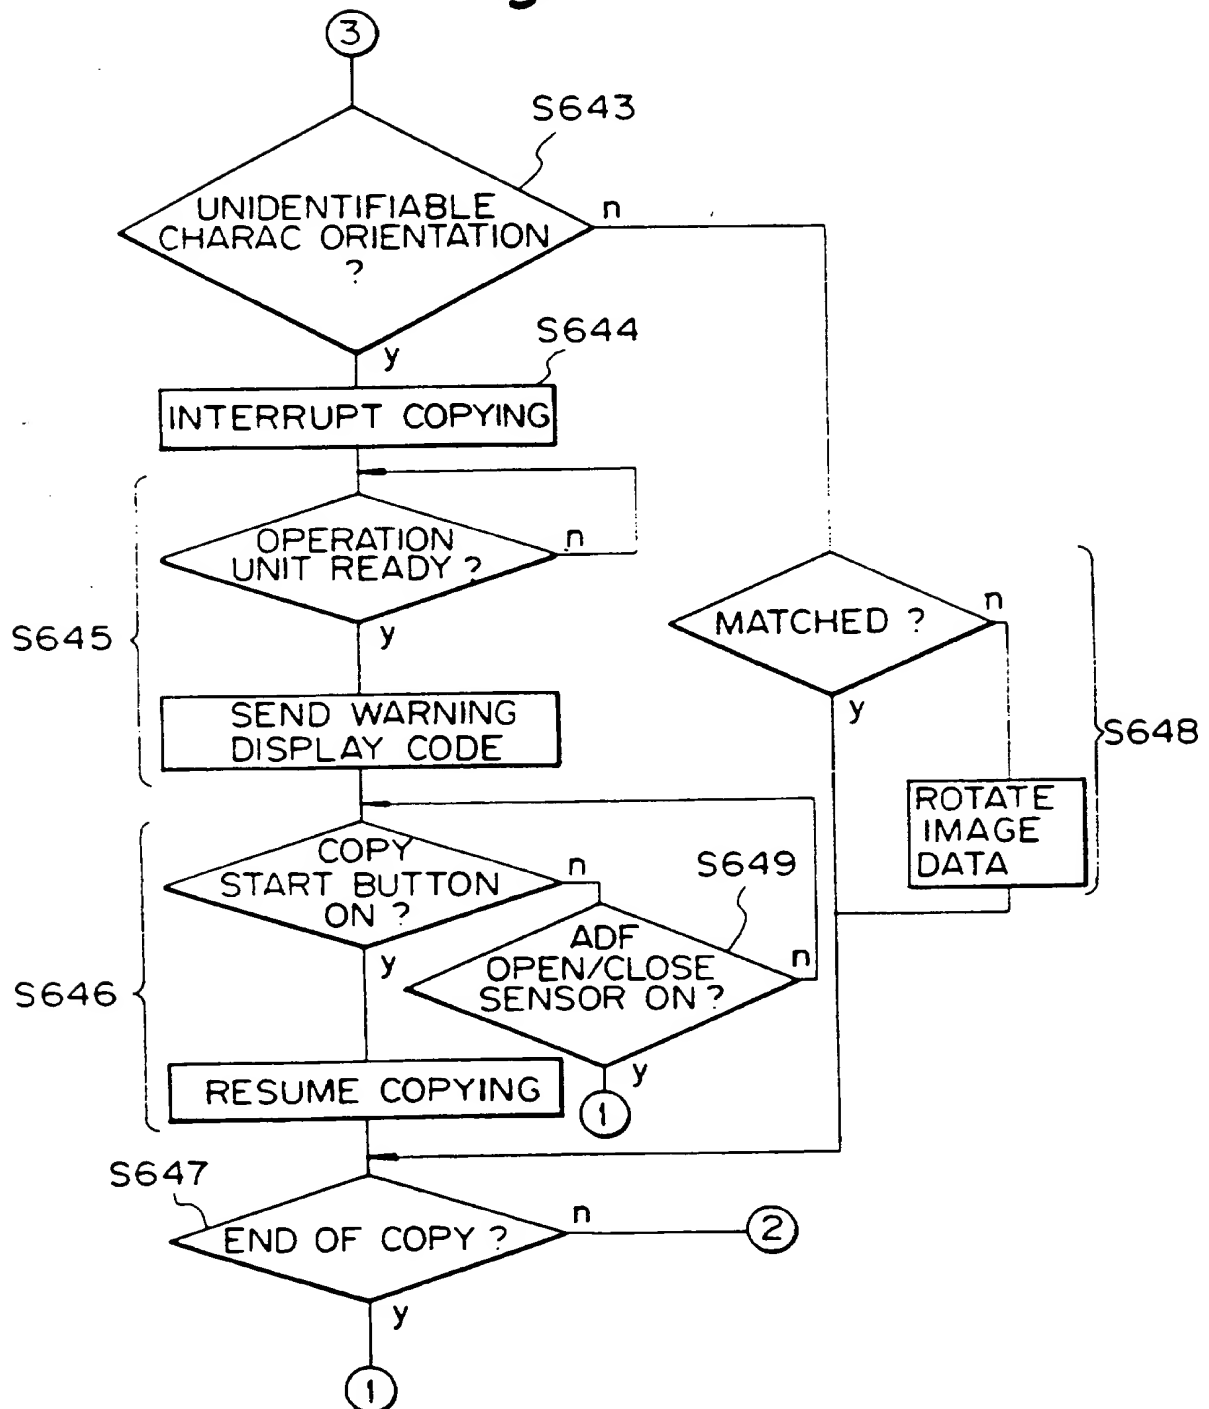 3
S643
UNIDENTIFIABLE
CHARAC ORIENTATION
?
n
y
S644
INTERRUPT COPYING
OPERATION
UNIT READY ?
n
y
S645
SEND WARNING
DISPLAY CODE
MATCHED ?
n
y
S648
ROTATE
IMAGE
DATA
COPY
START BUTTON
ON ?
n
y
S649
ADF
OPEN/CLOSE
SENSOR ON ?
n
y
1
S646
RESUME COPYING
S647
END OF COPY ?
n
2
y
1